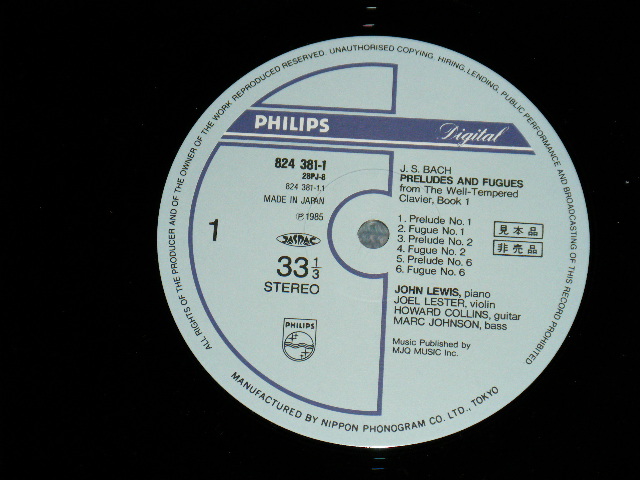 ALL RIGHTS OF THE PRODUCER AND OF THE OWNER OF THE WORK REPRODUCED RESERVED. UNAUTHORISED COPYING, HIRING, LENDING, PUBLIC PERFORMANCE AND BROADCASTING OF THIS RECORD PROHIBITED
PHILIPS
Digital
824 381-1
28PJ-8
824 381-1.1
MADE IN JAPAN
℗ 1985
JASRAC
1
33 1/3
STEREO
PHILIPS
J. S. BACH
PRELUDES AND FUGUES
from The Well-Tempered
Clavier, Book 1
1. Prelude No. 1
2. Fugue No. 1
3. Prelude No. 2
4. Fugue No. 2
5. Prelude No. 6
6. Fugue No. 6
見本品
非売品
JOHN LEWIS, piano
JOEL LESTER, violin
HOWARD COLLINS, guitar
MARC JOHNSON, bass
Music Published by
MJQ MUSIC Inc.
MANUFACTURED BY NIPPON PHONOGRAM CO. LTD., TOKYO